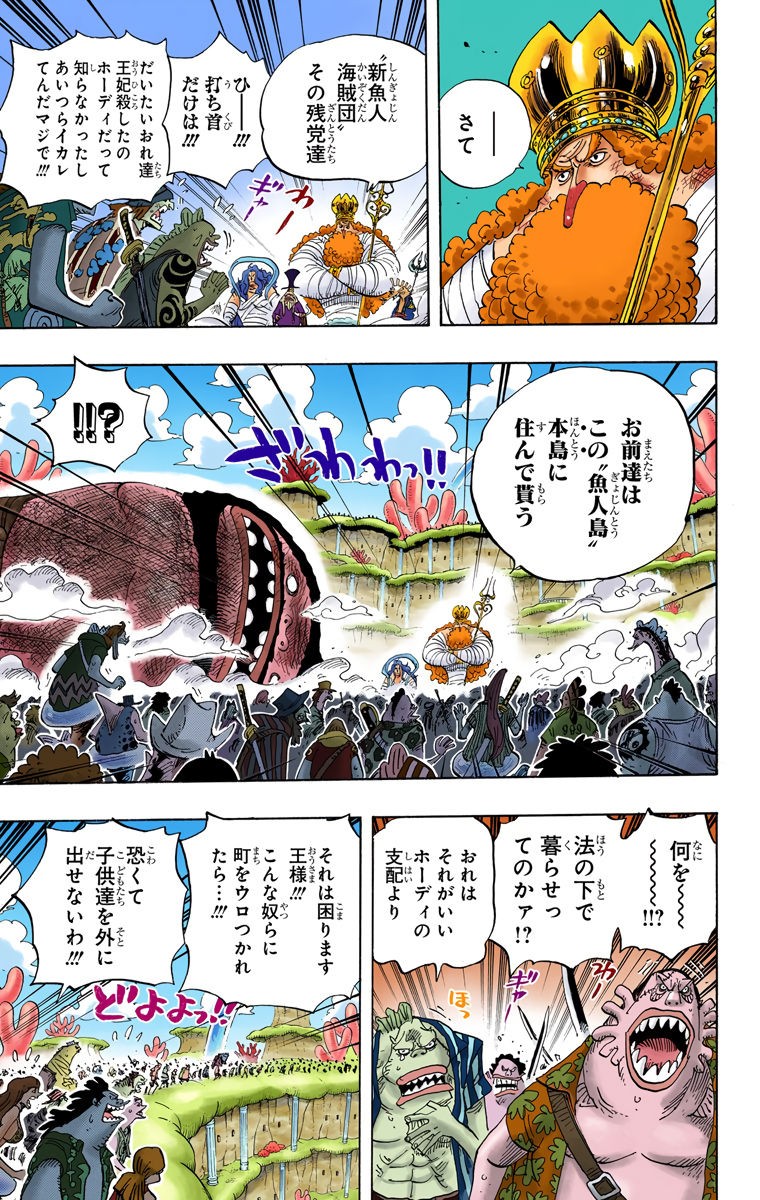 ――
さて
“新魚人
海賊団”
その残党達
ひー!!!
打ち首
だけは!!!
だいたいおれ達
王妃殺したの
ホーディだって
知らなかったし
あいつらイカレ
てんだマジで!!!
わー
ギャー
お前達は
この“魚人島”
本島に
住んで貰う
ざわわっ!!
!!?
何を〜〜
〜〜〜!!?
法の下で
暮らせっ
てのかァ!?
おれは
それがいい
ホーディの
支配より
わー
ギャー
ほっ
それは困ります
王様!!!
こんな奴らに
町をウロつかれ
たら…!!!
恐くて
子供達を外に
出せないわ!!!
どよよっ!!